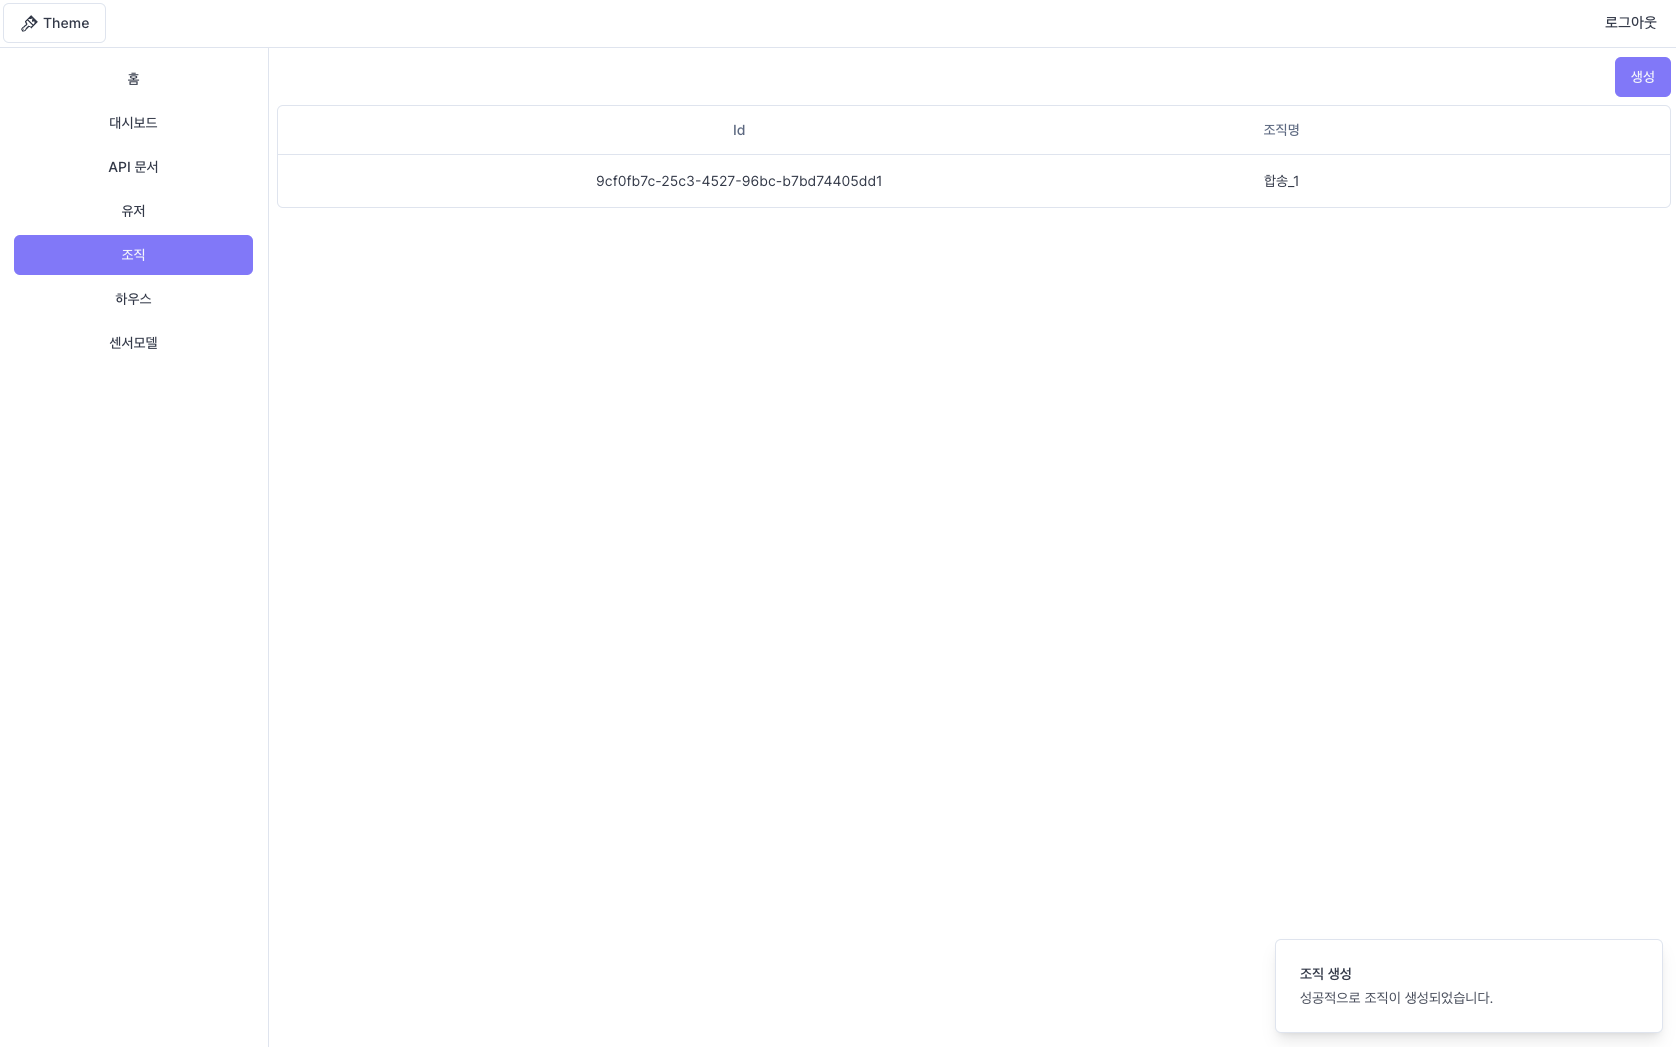 Theme
로그아웃
홈
대시보드
API 문서
유저
조직
하우스
센서모델
생성
Id 조직명
9cf0fb7c-25c3-4527-96bc-b7bd74405dd1 합송_1
조직 생성
성공적으로 조직이 생성되었습니다.